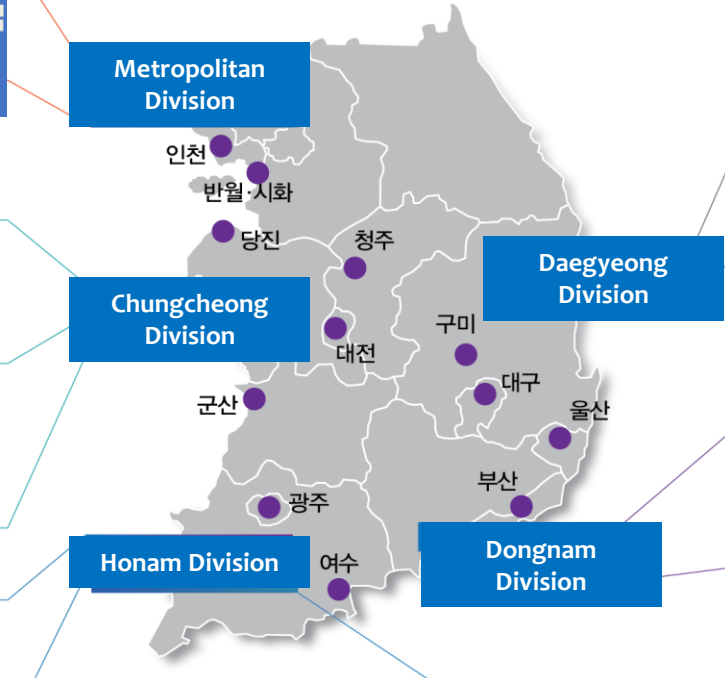 Metropolitan
Division
인천
반월·시화
당진
청주
Daegyeong
Division
Chungcheong
Division
구미
대전
대구
군산
울산
부산
광주
Honam Division
여수
Dongnam
Division